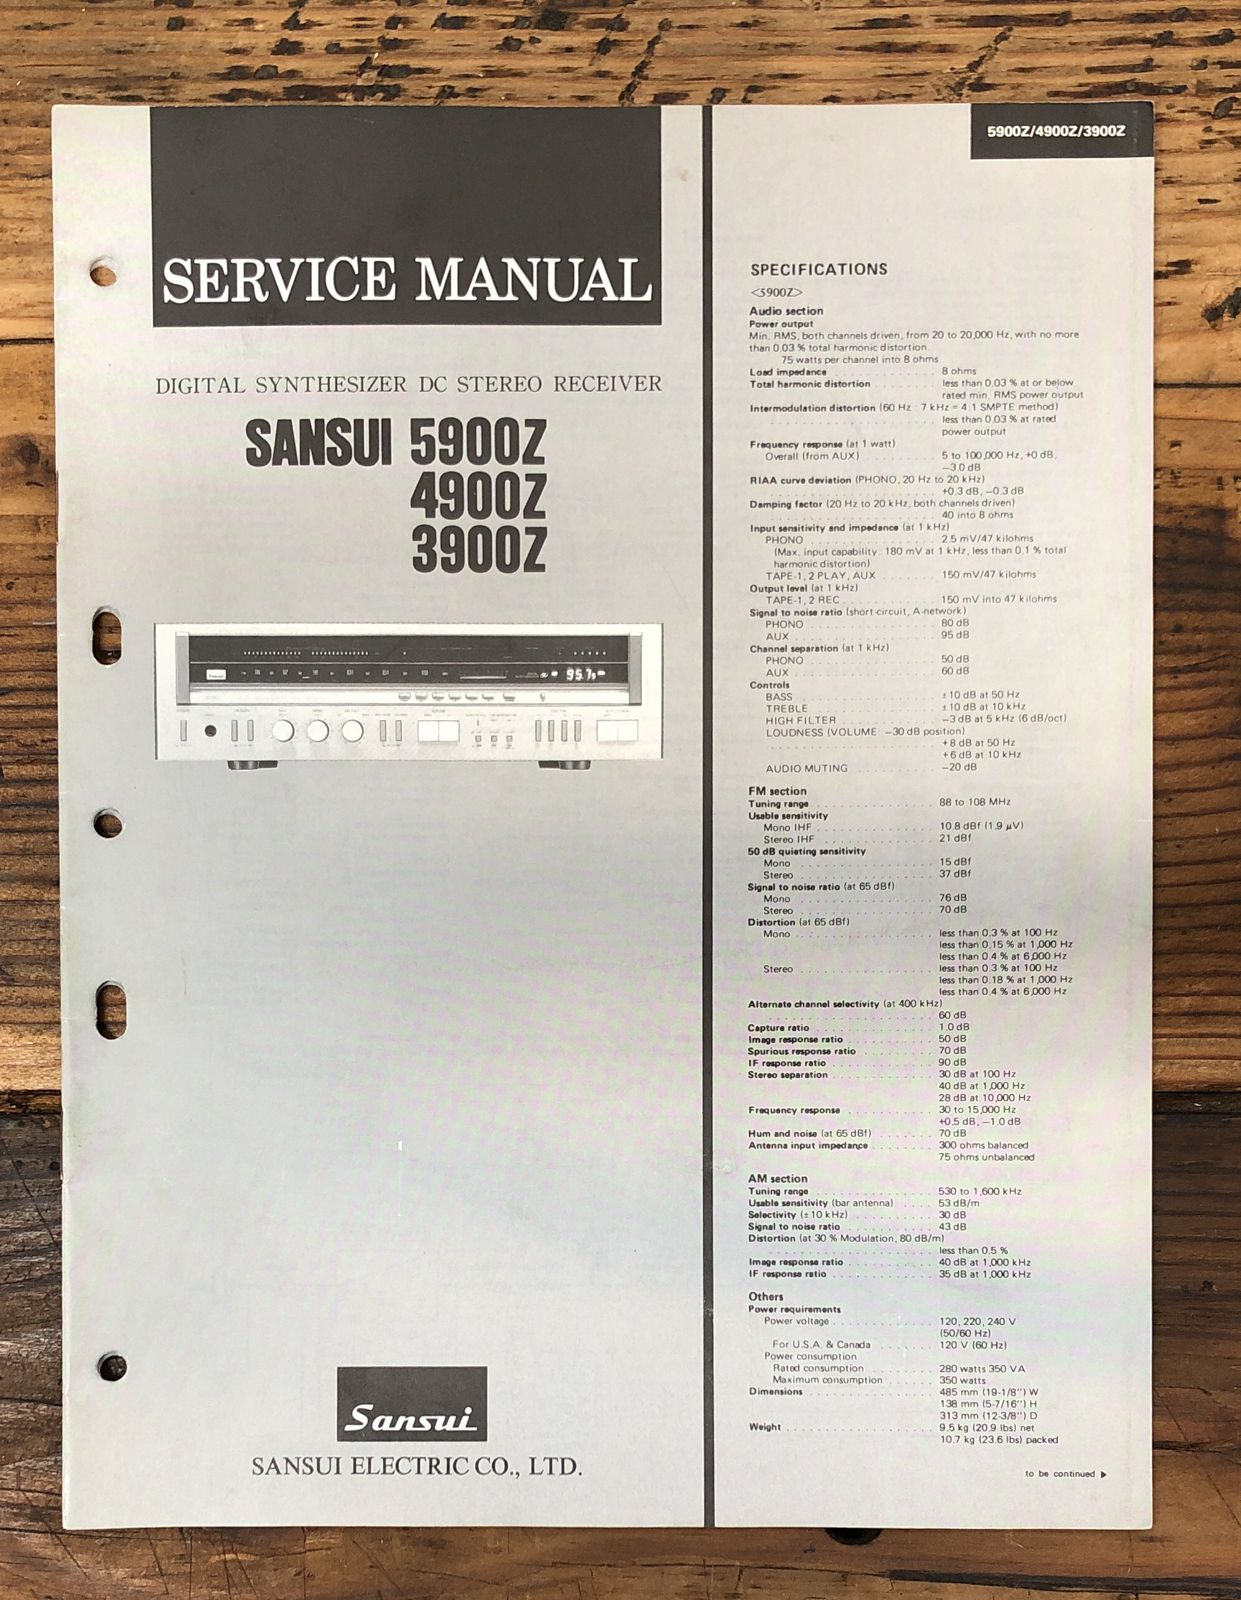 SERVICE MANUAL
DIGITAL SYNTHESIZER DC STEREO RECEIVER
SANSUI 5900Z
4900Z
3900Z
95.7
Sansui
SANSUI ELECTRIC CO., LTD.
5900Z/4900Z/3900Z
SPECIFICATIONS
<5900Z>
Audio section
Power output
Min. RMS, both channels driven, from 20 to 20,000 Hz, with no more
than 0.03 % total harmonic distortion.
75 watts per channel into 8 ohms
Load impedance 8 ohms
Total harmonic distortion less than 0.03 % at or below
rated min. RMS power output
Intermodulation distortion (60 Hz : 7 kHz = 4:1 SMPTE method)
less than 0.03 % at rated
power output
Frequency response (at 1 watt)
Overall (from AUX) 5 to 100,000 Hz, +0 dB,
−3.0 dB
RIAA curve deviation (PHONO, 20 Hz to 20 kHz)
+0.3 dB, −0.3 dB
Damping factor (20 Hz to 20 kHz, both channels driven)
40 into 8 ohms
Input sensitivity and impedance (at 1 kHz)
PHONO 2.5 mV/47 kilohms
(Max. input capability: 180 mV at 1 kHz, less than 0.1 % total
harmonic distortion)
TAPE-1, 2 PLAY, AUX 150 mV/47 kilohms
Output level (at 1 kHz)
TAPE-1, 2 REC 150 mV into 47 kilohms
Signal to noise ratio (short-circuit, A-network)
PHONO 80 dB
AUX 95 dB
Channel separation (at 1 kHz)
PHONO 50 dB
AUX 60 dB
Controls
BASS ±10 dB at 50 Hz
TREBLE ±10 dB at 10 kHz
HIGH FILTER −3 dB at 5 kHz (6 dB/oct)
LOUDNESS (VOLUME: −30 dB position)
+8 dB at 50 Hz
+6 dB at 10 kHz
AUDIO MUTING −20 dB
FM section
Tuning range 88 to 108 MHz
Usable sensitivity
Mono IHF 10.8 dBf (1.9 µV)
Stereo IHF 21 dBf
50 dB quieting sensitivity
Mono 15 dBf
Stereo 37 dBf
Signal to noise ratio (at 65 dBf)
Mono 76 dB
Stereo 70 dB
Distortion (at 65 dBf)
Mono less than 0.3 % at 100 Hz
less than 0.15 % at 1,000 Hz
less than 0.4 % at 6,000 Hz
Stereo less than 0.3 % at 100 Hz
less than 0.18 % at 1,000 Hz
less than 0.4 % at 6,000 Hz
Alternate channel selectivity (at 400 kHz)
60 dB
Capture ratio 1.0 dB
Image response ratio 50 dB
Spurious response ratio 70 dB
IF response ratio 90 dB
Stereo separation 30 dB at 100 Hz
40 dB at 1,000 Hz
28 dB at 10,000 Hz
Frequency response 30 to 15,000 Hz
+0.5 dB, −1.0 dB
Hum and noise (at 65 dBf) 70 dB
Antenna input impedance 300 ohms balanced
75 ohms unbalanced
AM section
Tuning range 530 to 1,600 kHz
Usable sensitivity (bar antenna) 53 dB/m
Selectivity (±10 kHz) 30 dB
Signal to noise ratio 43 dB
Distortion (at 30 % Modulation, 80 dB/m)
less than 0.5 %
Image response ratio 40 dB at 1,000 kHz
IF response ratio 35 dB at 1,000 kHz
Others
Power requirements
Power voltage 120, 220, 240 V
(50/60 Hz)
For U.S.A. & Canada 120 V (60 Hz)
Power consumption
Rated consumption 280 watts 350 VA
Maximum consumption 350 watts
Dimensions 485 mm (19-1/8") W
138 mm (5-7/16") H
313 mm (12-3/8") D
Weight 9.5 kg (20.9 lbs) net
10.7 kg (23.6 lbs) packed
to be continued ▶